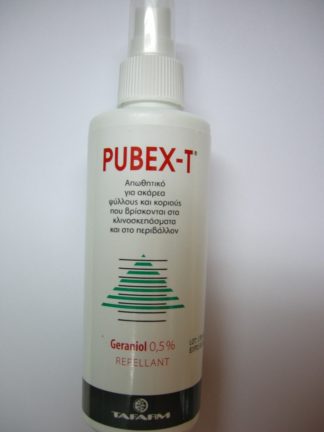 PUBEX-T®
Απωθητικό
για ακάρεα
ψύλλους και κοριούς
που βρίσκονται στα
κλινοσκεπάσματα
και στο περιβάλλον
Geraniol 0,5%
REPELLANT
TAFARM